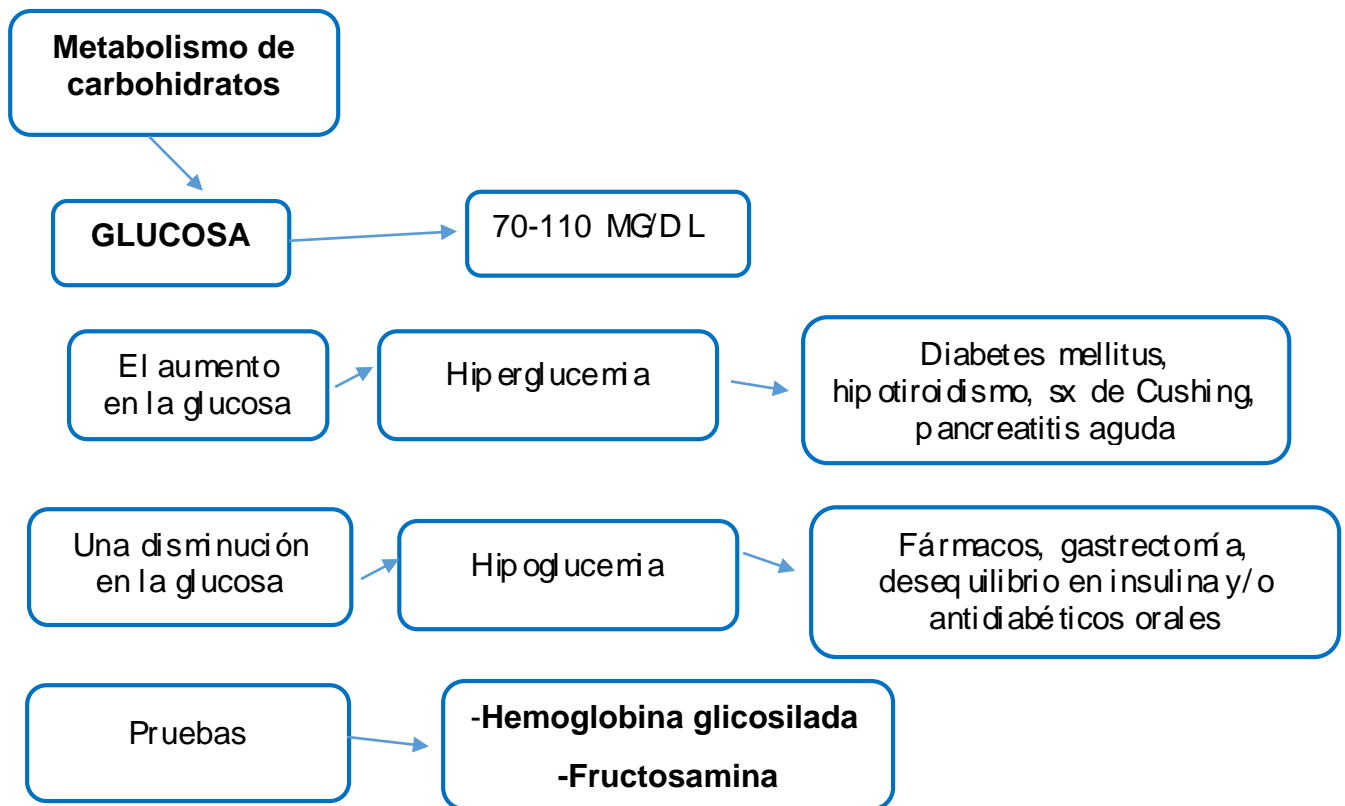 Metabolismo de
carbohidratos
GLUCOSA
70-110 MG/DL
El aumento
en la glucosa
Hiperglucemia
Diabetes mellitus,
hipotiroidismo, sx de Cushing,
pancreatitis aguda
Una disminución
en la glucosa
Hipoglucemia
Fármacos, gastrectomía,
desequilibrio en insulina y/o
antidiabéticos orales
Pruebas
-Hemoglobina glicosilada
-Fructosamina